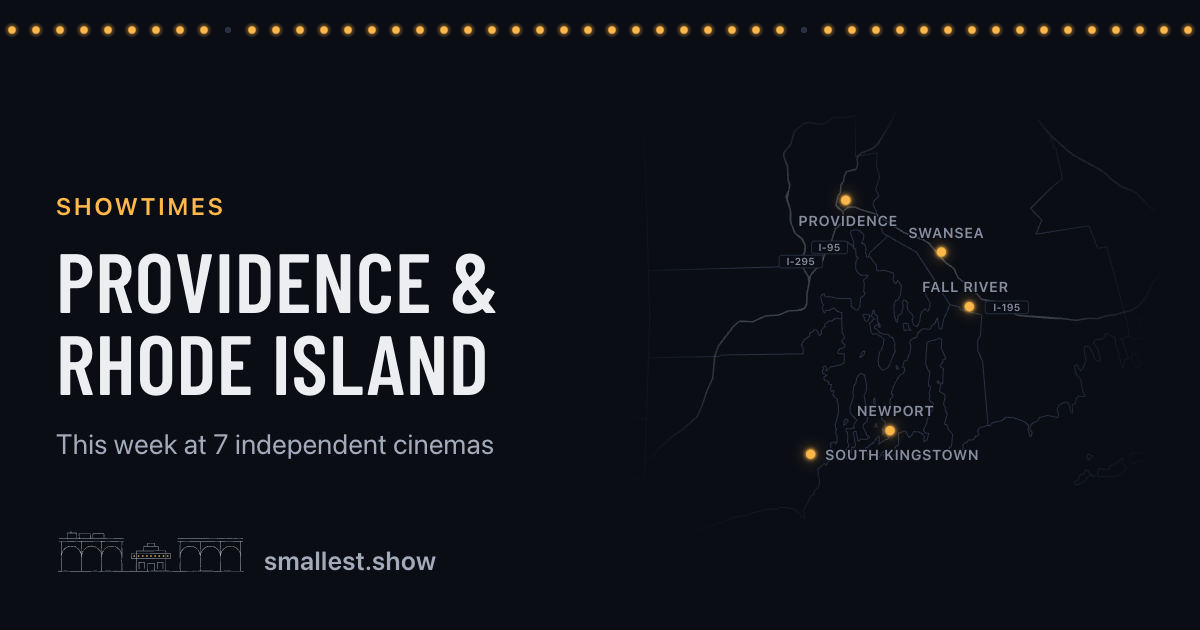 SHOWTIMES
PROVIDENCE &
RHODE ISLAND
This week at 7 independent cinemas
smallest.show
PROVIDENCE
SWANSEA
I-95
I-295
FALL RIVER
I-195
NEWPORT
SOUTH KINGSTOWN